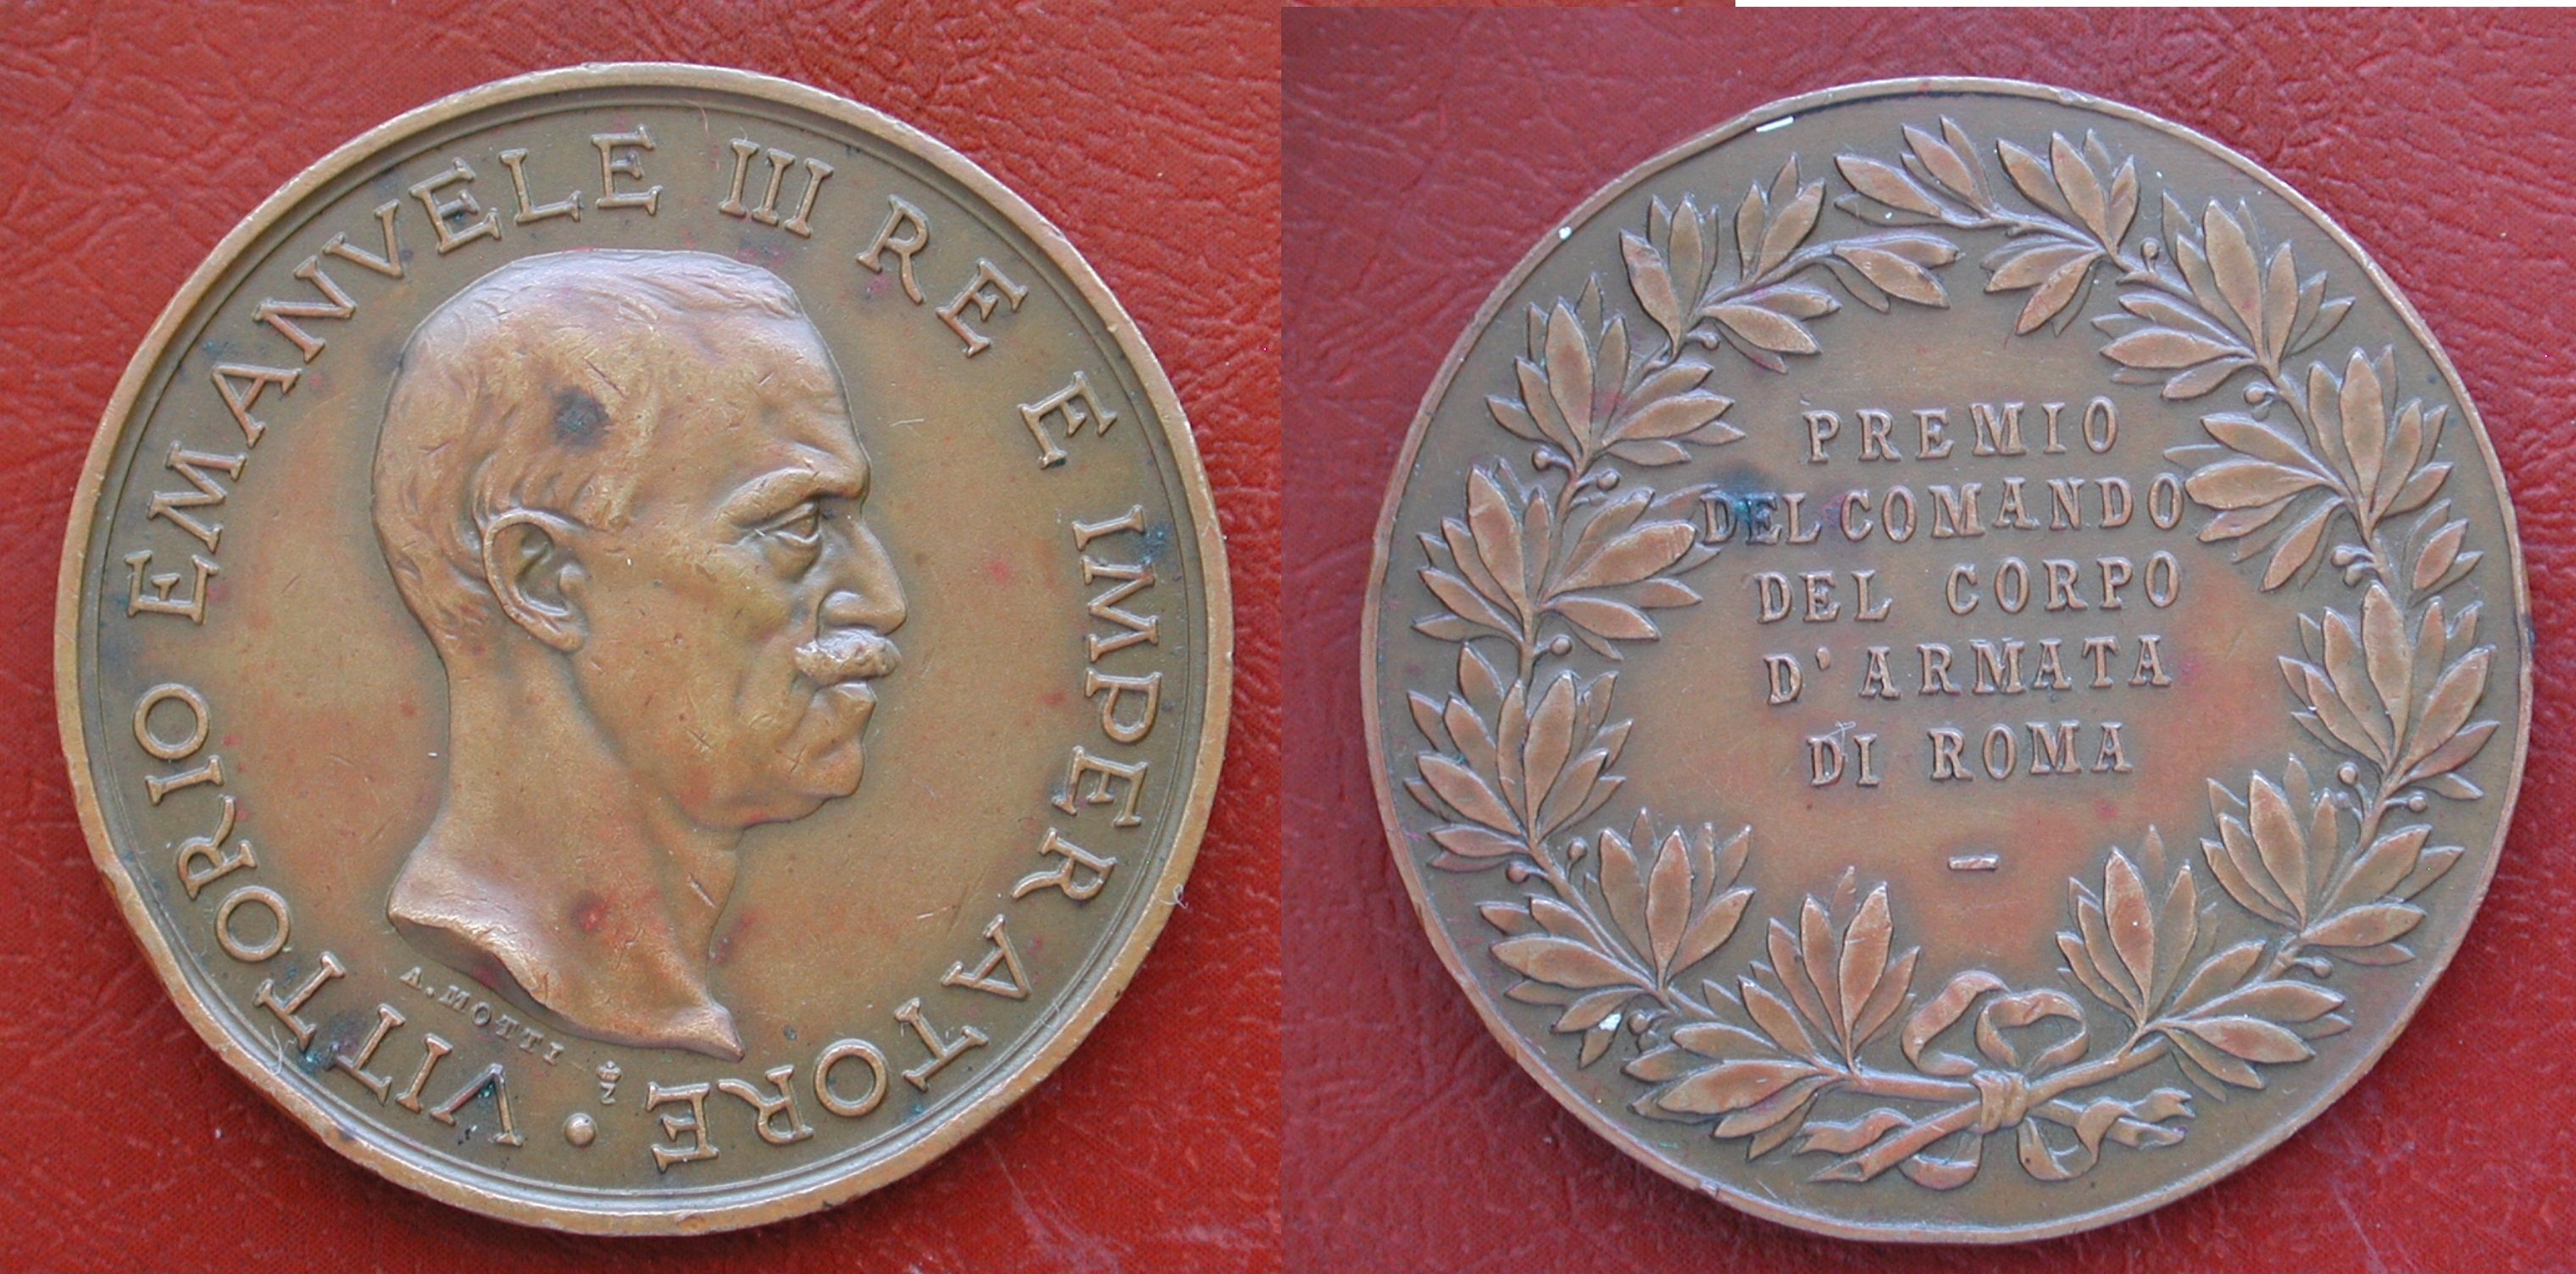 VITTORIO EMANVELE III RE E IMPERATORE ·
A. MOTTI
Z
PREMIO
DEL COMANDO
DEL CORPO
D'ARMATA
DI ROMA